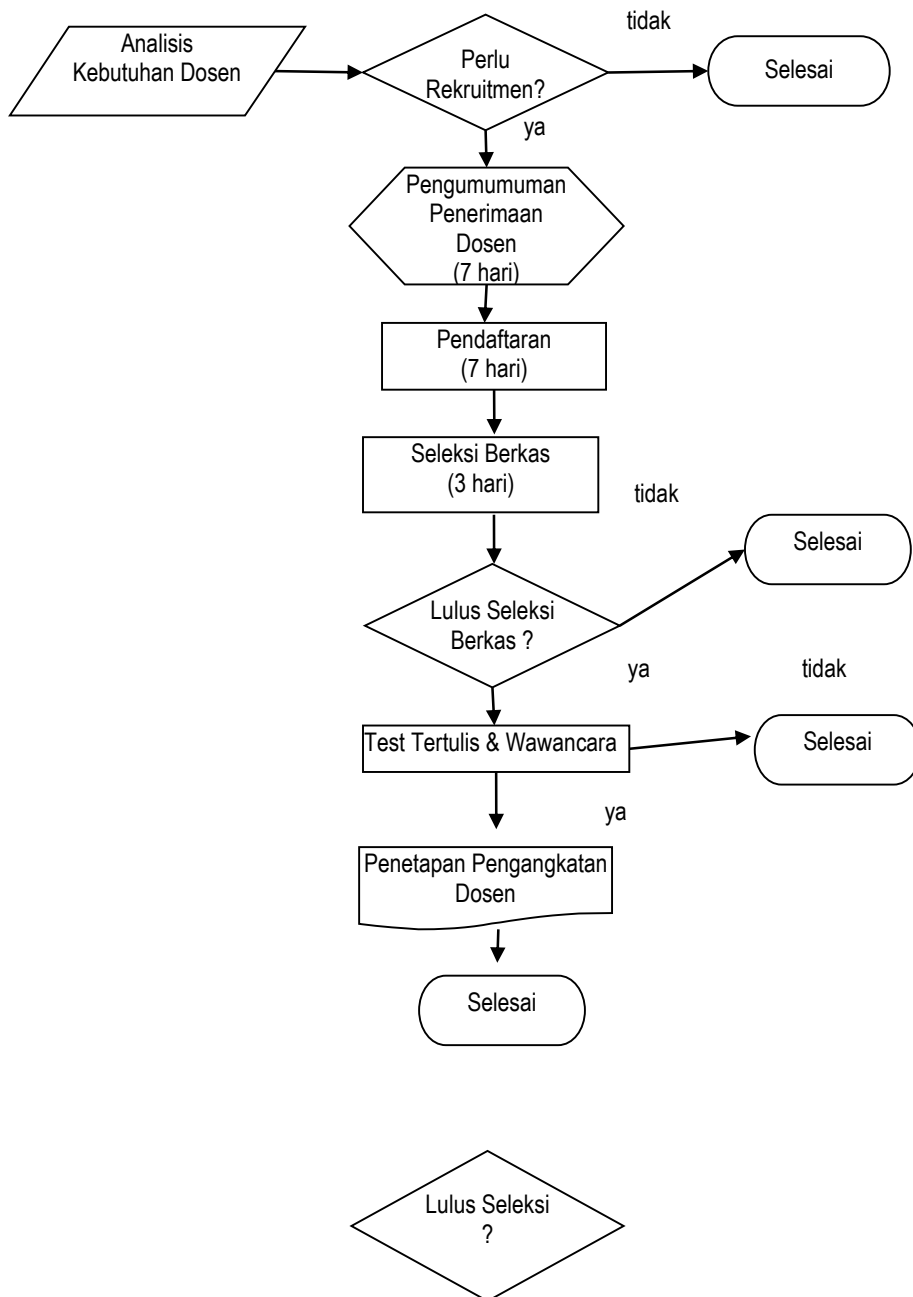 tidak
Analisis
Kebutuhan Dosen
Perlu
Rekruitmen?
Selesai
ya
Pengumumuman
Penerimaan
Dosen
(7 hari)
Pendaftaran
(7 hari)
Seleksi Berkas
(3 hari)
tidak
Selesai
Lulus Seleksi
Berkas ?
ya
tidak
Test Tertulis & Wawancara
Selesai
ya
Penetapan Pengangkatan
Dosen
Selesai
Lulus Seleksi
?